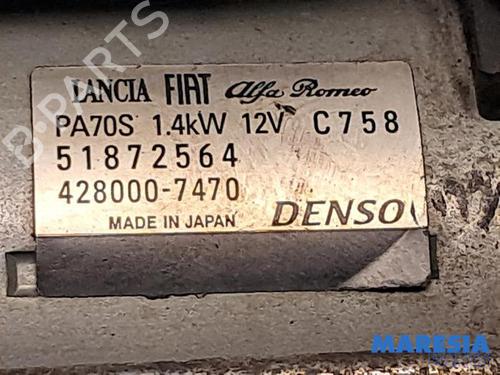 LANCIA FIAT Alfa Romeo
PA70S 1.4kW 12V C758
51872564
428000-7470
MADE IN JAPAN DENSO
B-PARTS
MARESIA